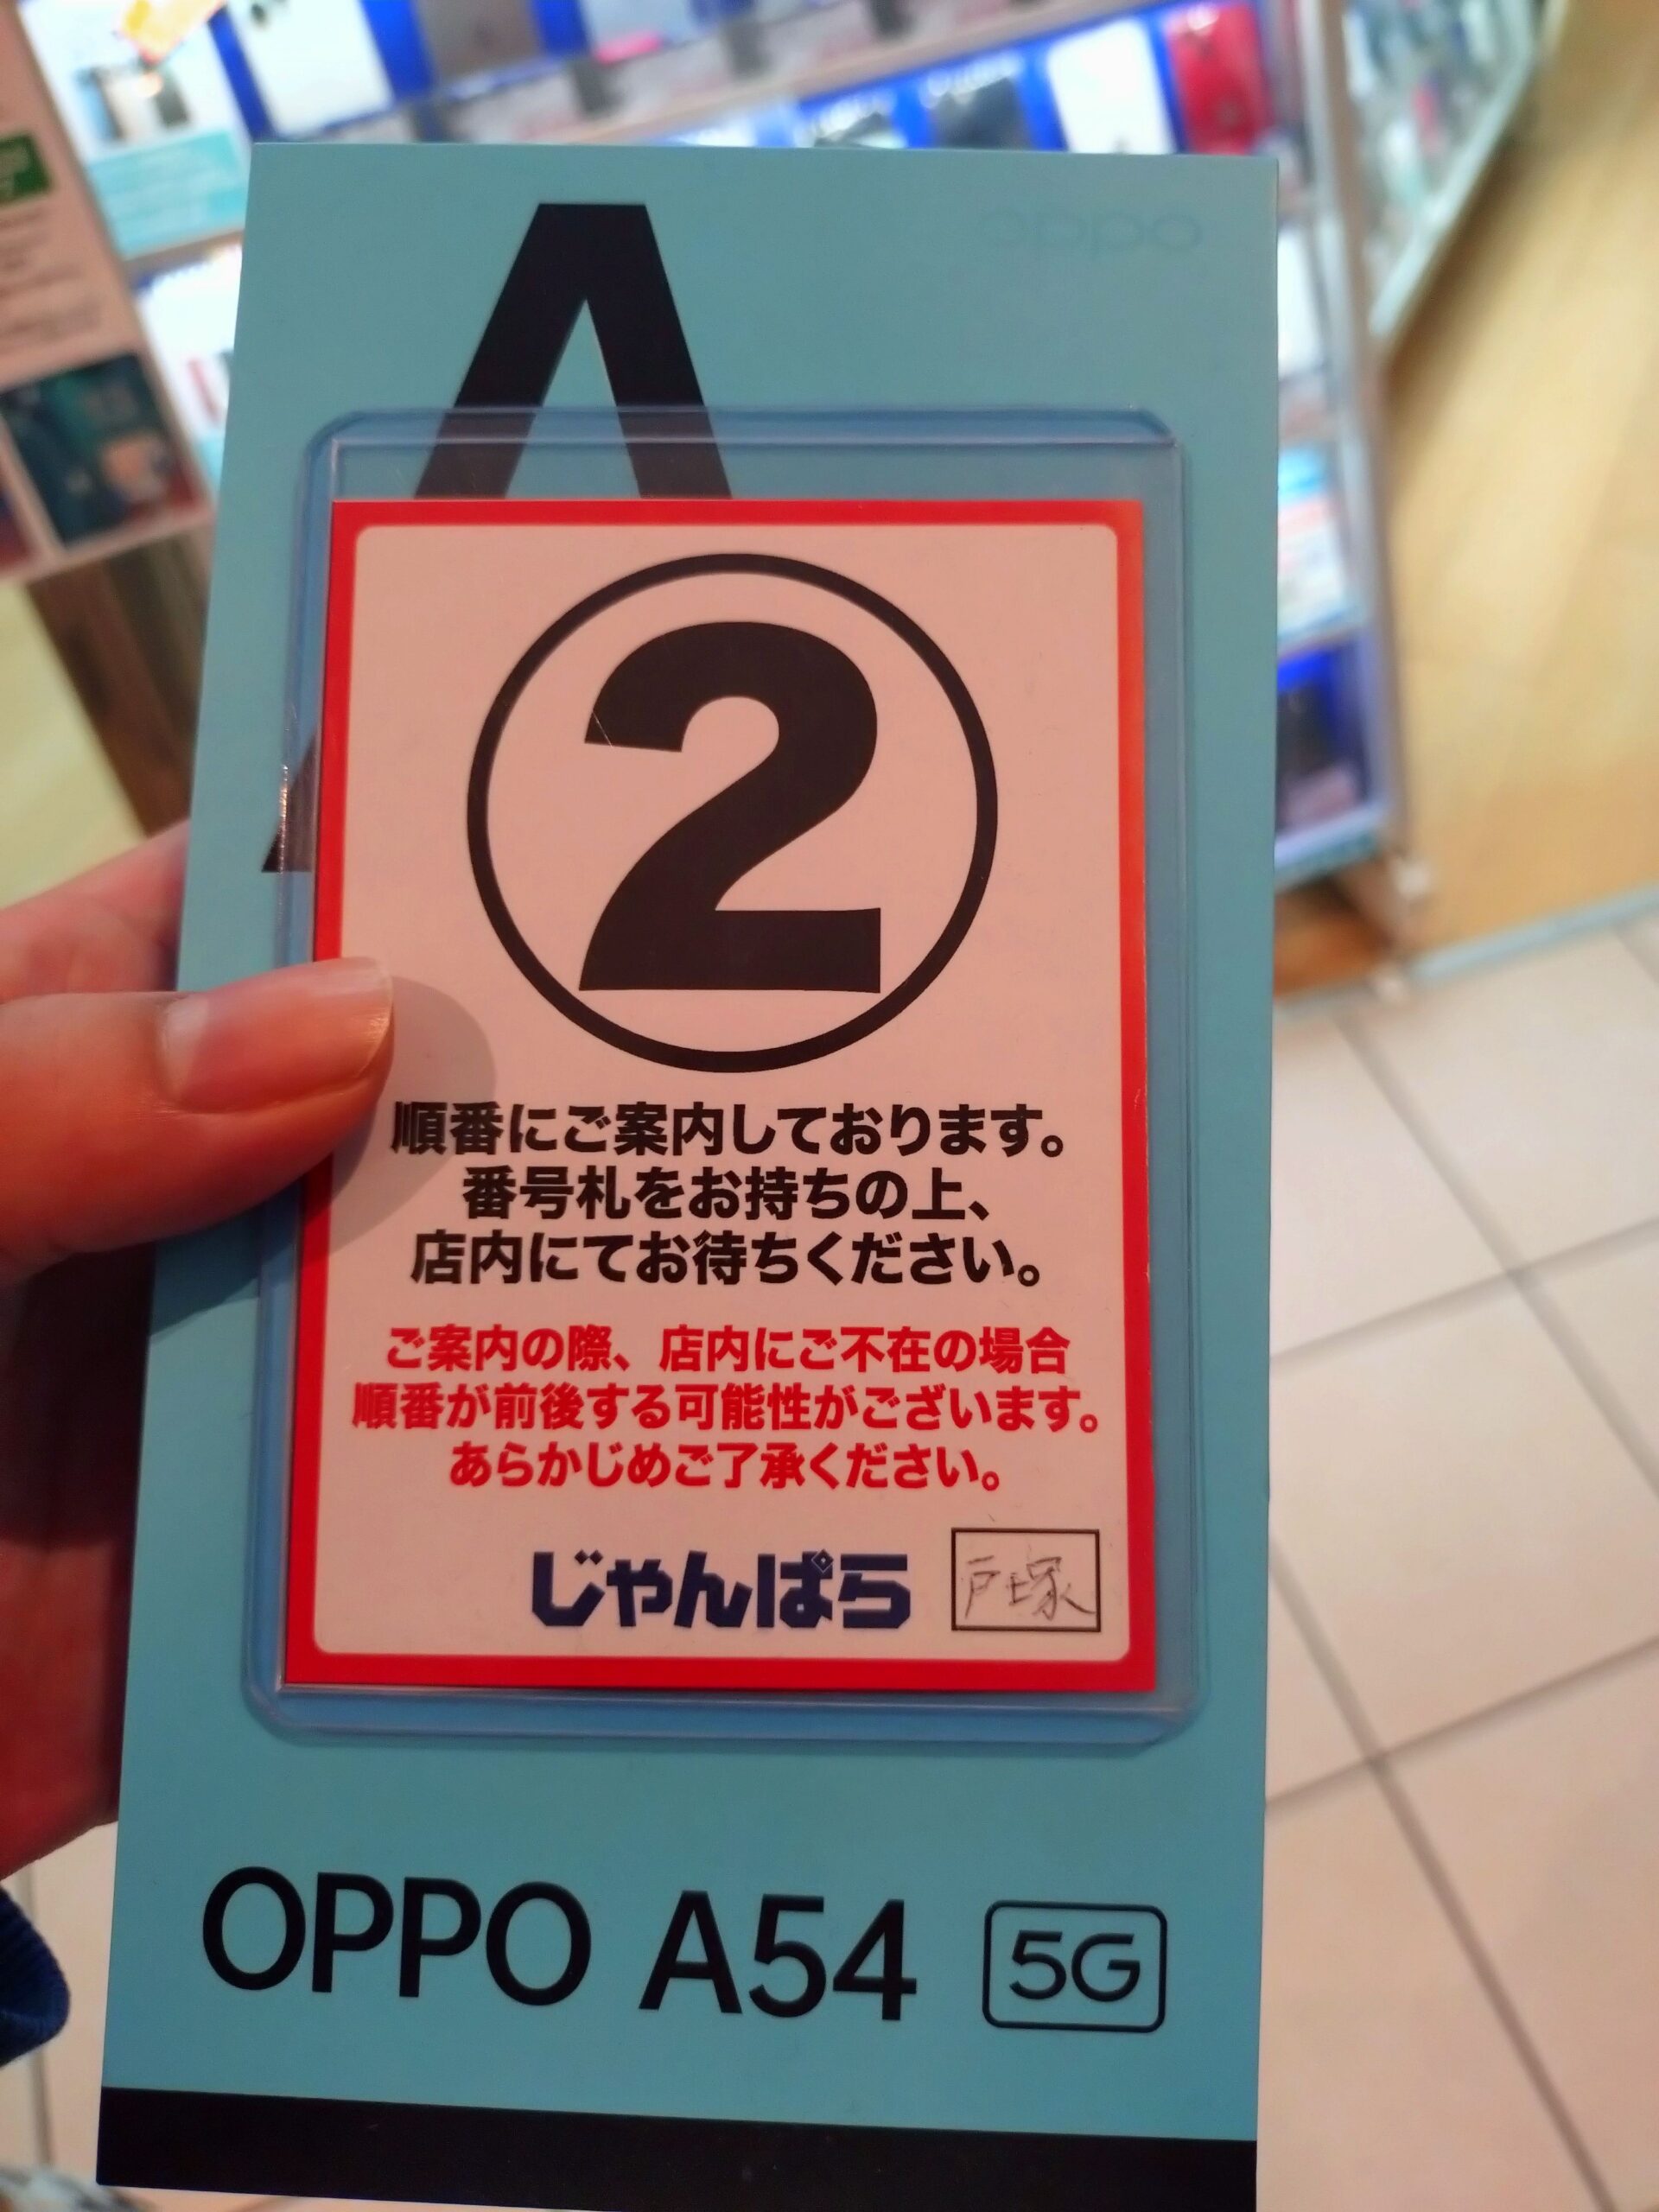 oppo
A
2
順番にご案内しております。
番号札をお持ちの上、
店内にてお待ちください。
ご案内の際、店内にご不在の場合
順番が前後する可能性がございます。
あらかじめご了承ください。
じゃんぱら
戸塚
OPPO A54 5G